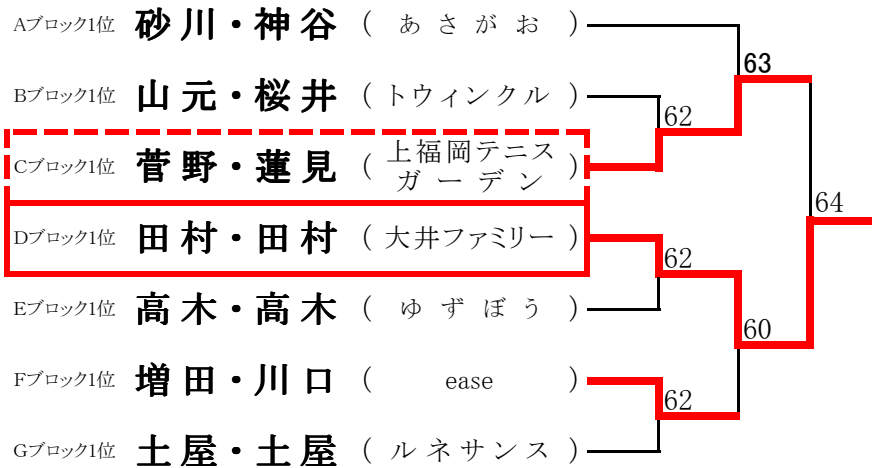 Aブロック1位 砂川・神谷 ( あさがお )
63
Bブロック1位 山元・桜井 ( トウィンクル )
62
Cブロック1位 菅野・蓮見 ( 上福岡テニス
ガーデン )
64
Dブロック1位 田村・田村 ( 大井ファミリー )
62
Eブロック1位 高木・高木 ( ゆずぼう )
60
Fブロック1位 増田・川口 ( ease )
62
Gブロック1位 土屋・土屋 ( ルネサンス )